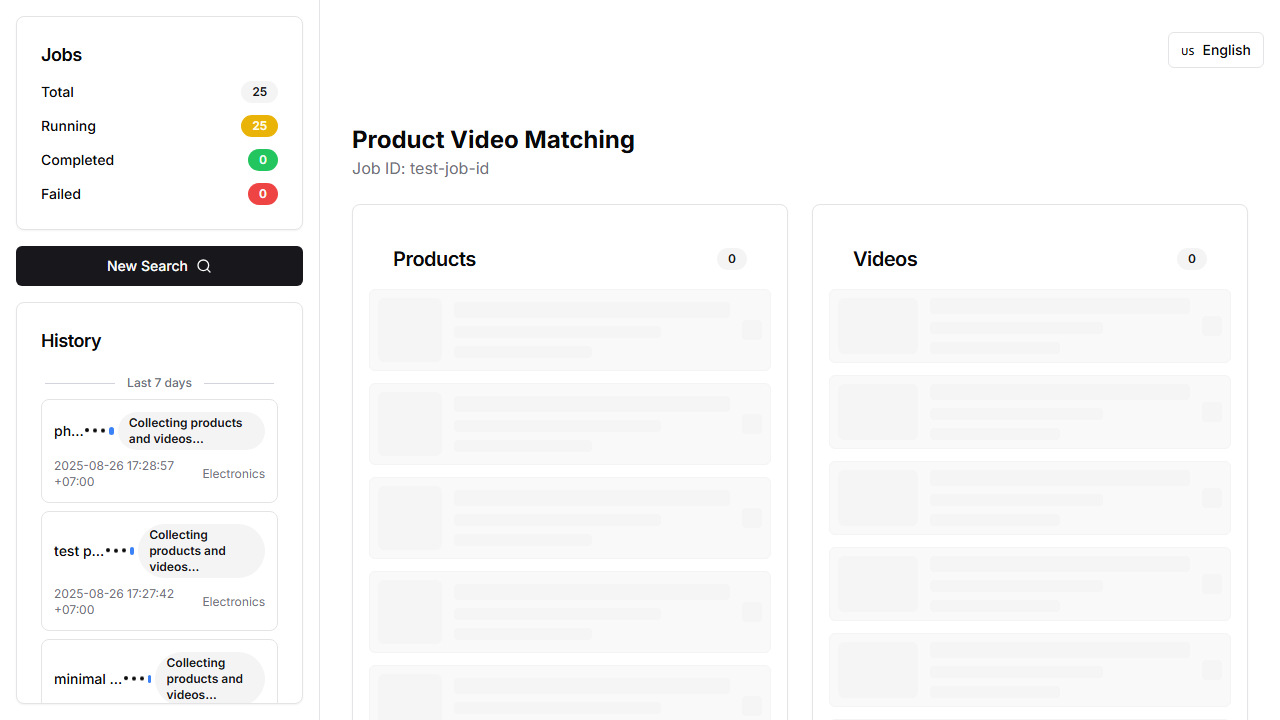 Jobs
Total 25
Running 25
Completed 0
Failed 0
New Search
History
Last 7 days
ph... Collecting products
and videos...
2025-08-26 17:28:57
+07:00
Electronics
test p... Collecting
products and
videos...
2025-08-26 17:27:42
+07:00
Electronics
minimal ... Collecting
products and
videos...
US English
Product Video Matching
Job ID: test-job-id
Products 0
Videos 0